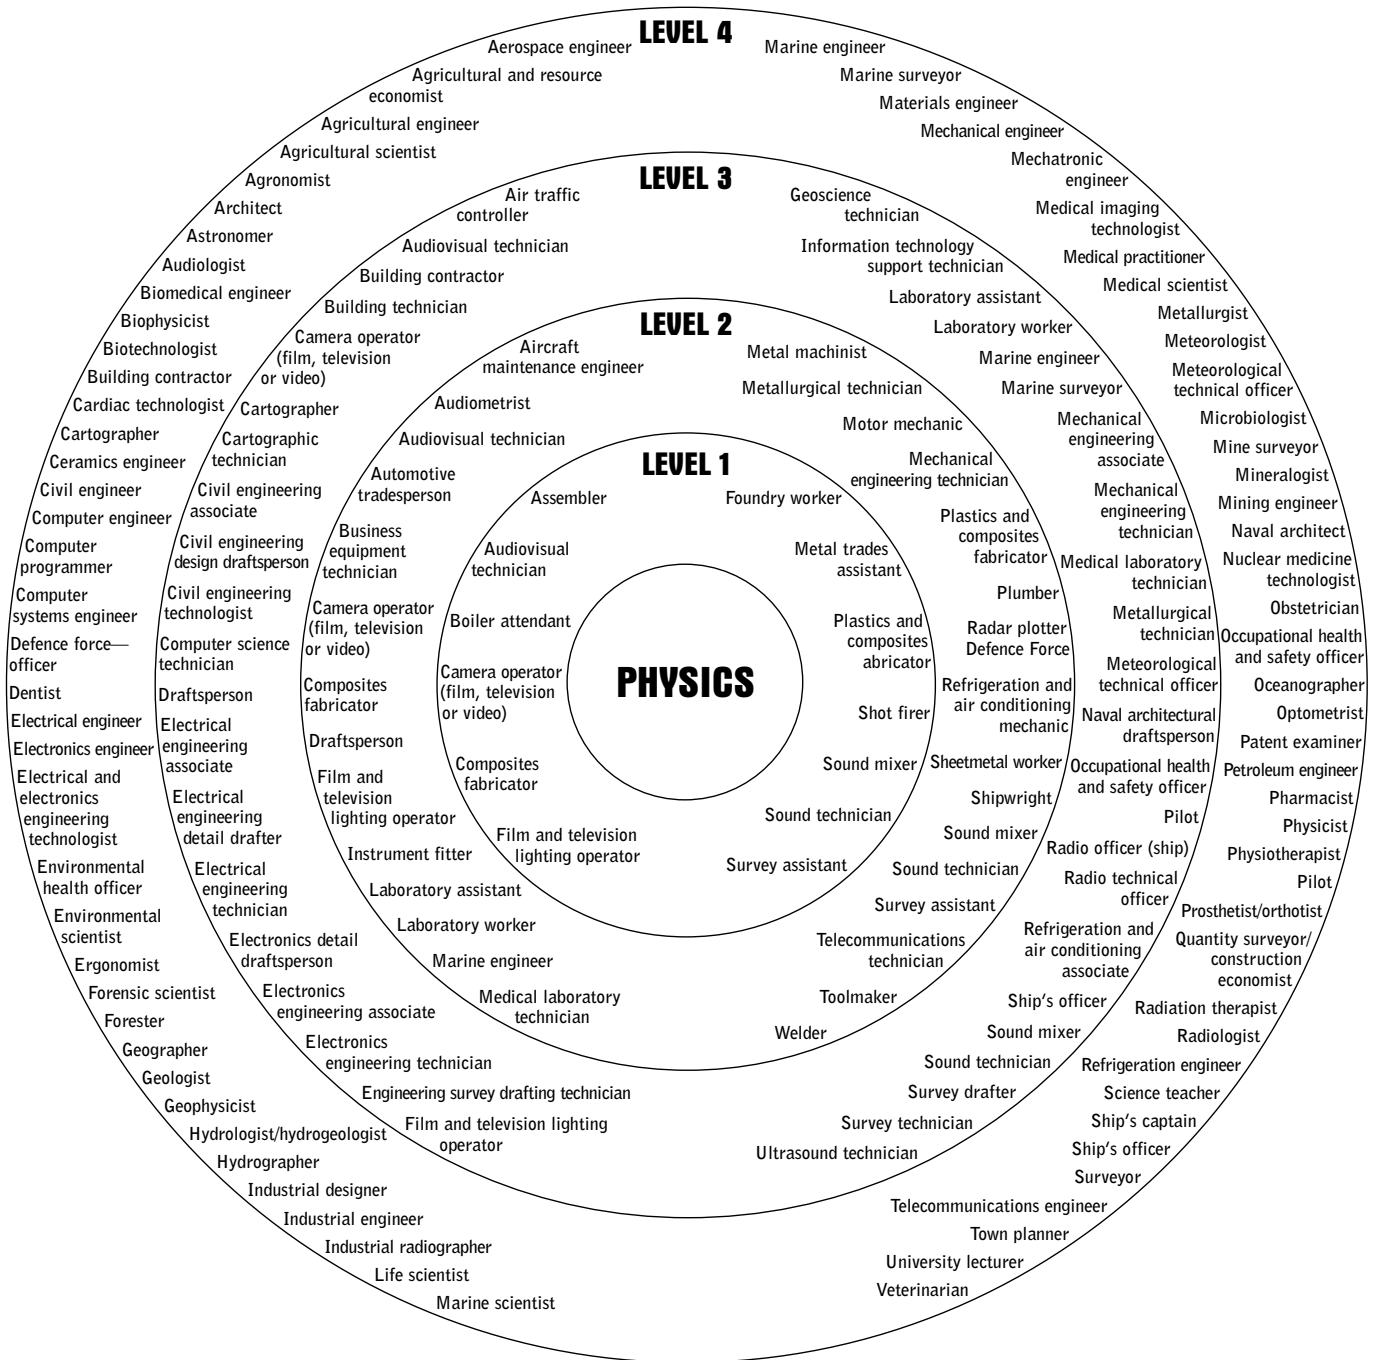 LEVEL 4
Aerospace engineer
Agricultural and resource
economist
Agricultural engineer
Agricultural scientist
Agronomist
Architect
Astronomer
Audiologist
Biomedical engineer
Biophysicist
Biotechnologist
Building contractor
Cardiac technologist
Cartographer
Ceramics engineer
Civil engineer
Computer engineer
Computer
programmer
Computer
systems engineer
Defence force—
officer
Dentist
Electrical engineer
Electronics engineer
Electrical and
electronics
engineering
technologist
Environmental
health officer
Environmental
scientist
Ergonomist
Forensic scientist
Forester
Geographer
Geologist
Geophysicist
Hydrologist/hydrogeologist
Hydrographer
Industrial designer
Industrial engineer
Industrial radiographer
Life scientist
Marine scientist
Marine engineer
Marine surveyor
Materials engineer
Mechanical engineer
Mechatronic
engineer
Medical imaging
technologist
Medical practitioner
Medical scientist
Metallurgist
Meteorologist
Meteorological
technical officer
Microbiologist
Mine surveyor
Mineralogist
Mining engineer
Naval architect
Nuclear medicine
technologist
Obstetrician
Occupational health
and safety officer
Oceanographer
Optometrist
Patent examiner
Petroleum engineer
Pharmacist
Physicist
Physiotherapist
Pilot
Prosthetist/orthotist
Quantity surveyor/
construction
economist
Radiation therapist
Radiologist
Refrigeration engineer
Science teacher
Ship's captain
Ship's officer
Surveyor
Telecommunications engineer
Town planner
University lecturer
Veterinarian
LEVEL 3
Air traffic
controller
Audiovisual technician
Building contractor
Building technician
Camera operator
(film, television
or video)
Cartographer
Cartographic
technician
Civil engineering
associate
Civil engineering
design draftsperson
Civil engineering
technologist
Computer science
technician
Draftsperson
Electrical
engineering
associate
Electrical
engineering
detail drafter
Electrical
engineering
technician
Electronics detail
draftsperson
Electronics
engineering associate
Electronics
engineering technician
Engineering survey drafting technician
Film and television lighting
operator
Geoscience
technician
Information technology
support technician
Laboratory assistant
Laboratory worker
Marine engineer
Marine surveyor
Mechanical
engineering
associate
Mechanical
engineering
technician
Medical laboratory
technician
Metallurgical
technician
Meteorological
technical officer
Naval architectural
draftsperson
Occupational health
and safety officer
Pilot
Radio officer (ship)
Radio technical
officer
Refrigeration and
air conditioning
associate
Ship's officer
Sound mixer
Sound technician
Survey drafter
Survey technician
Ultrasound technician
LEVEL 2
Aircraft
maintenance engineer
Audiometrist
Audiovisual technician
Automotive
tradesperson
Business
equipment
technician
Camera operator
(film, television
or video)
Composites
fabricator
Draftsperson
Film and
television
lighting operator
Instrument fitter
Laboratory assistant
Laboratory worker
Marine engineer
Medical laboratory
technician
Metal machinist
Metallurgical technician
Motor mechanic
Mechanical
engineering technician
Plastics and
composites
fabricator
Plumber
Radar plotter
Defence Force
Refrigeration and
air conditioning
mechanic
Sheetmetal worker
Shipwright
Sound mixer
Sound technician
Survey assistant
Telecommunications
technician
Toolmaker
Welder
LEVEL 1
Assembler
Audiovisual
technician
Boiler attendant
Camera operator
(film, television
or video)
Composites
fabricator
Film and television
lighting operator
Foundry worker
Metal trades
assistant
Plastics and
composites
abricator
Shot firer
Sound mixer
Sound technician
Survey assistant
PHYSICS